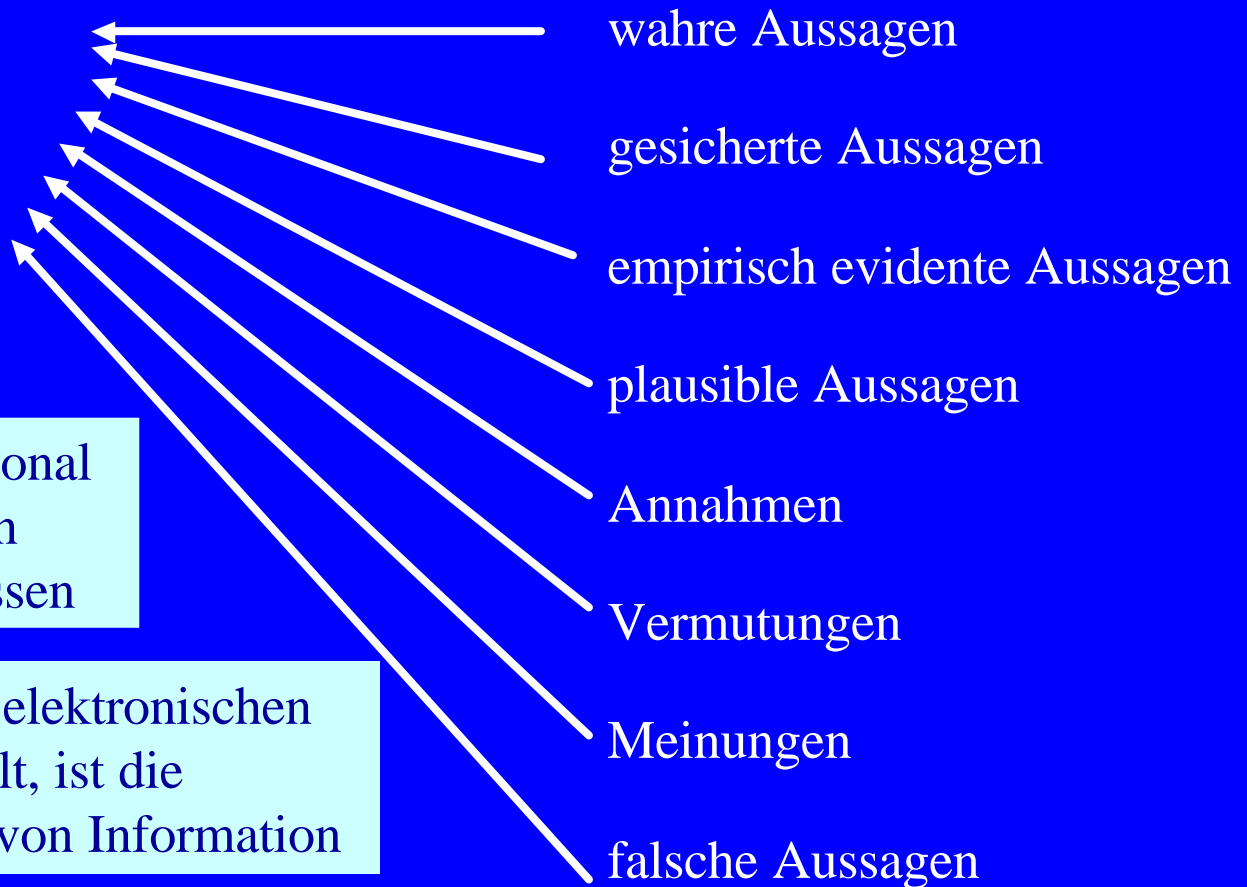 wahre Aussagen
gesicherte Aussagen
empirisch evidente Aussagen
plausible Aussagen
Annahmen
Vermutungen
Meinungen
falsche Aussagen
onal
n
ssen
elektronischen
lt, ist die
von Information